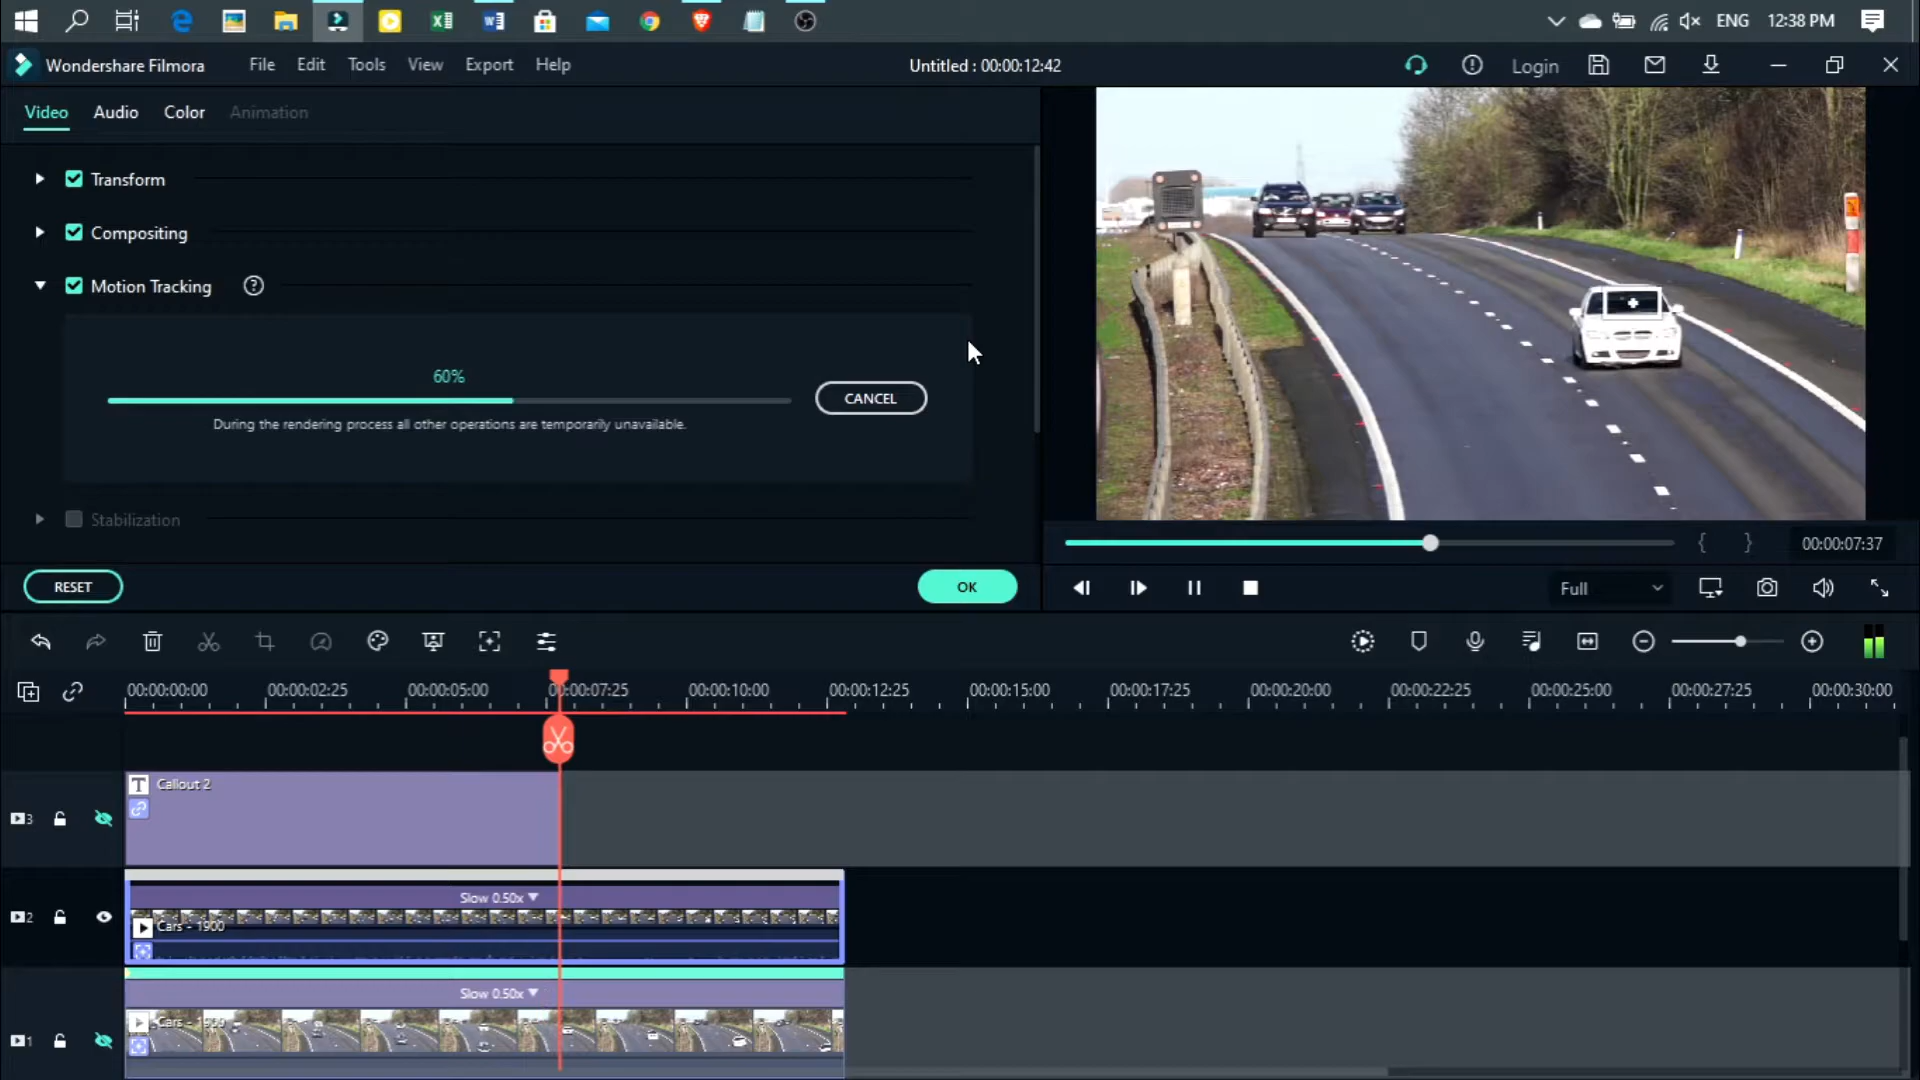 ENG 12:38 PM
Wondershare Filmora File Edit Tools View Export Help Untitled : 00:00:12:42 Login
Video Audio Color Animation
Transform
Compositing
Motion Tracking ?
60%
CANCEL
During the rendering process all other operations are temporarily unavailable.
Stabilization
{ } 00:00:07:37
RESET OK
Full
00:00:00:00 00:00:02:25 00:00:05:00 00:00:07:25 00:00:10:00 00:00:12:25 00:00:15:00 00:00:17:25 00:00:20:00 00:00:22:25 00:00:25:00 00:00:27:25 00:00:30:00
T Callout 2
3
Slow 0.50x
2
Cars - 1900
Slow 0.50x
1